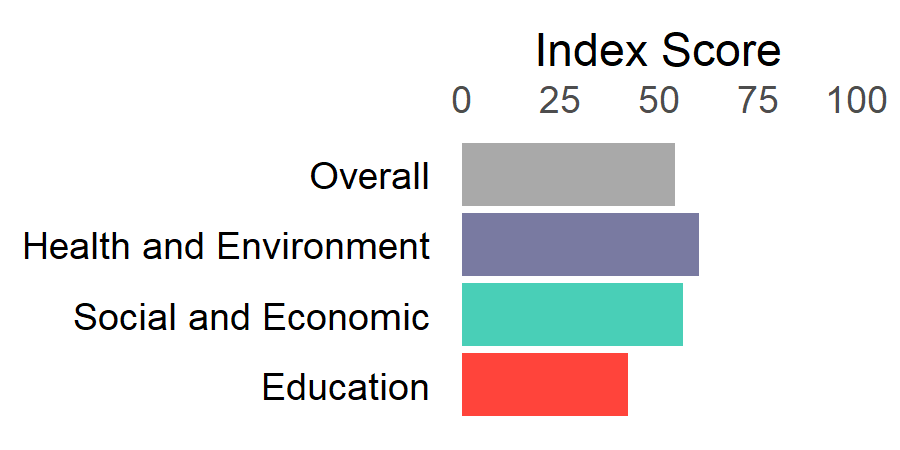 Index Score
0 25 50 75 100
Overall
Health and Environment
Social and Economic
Education